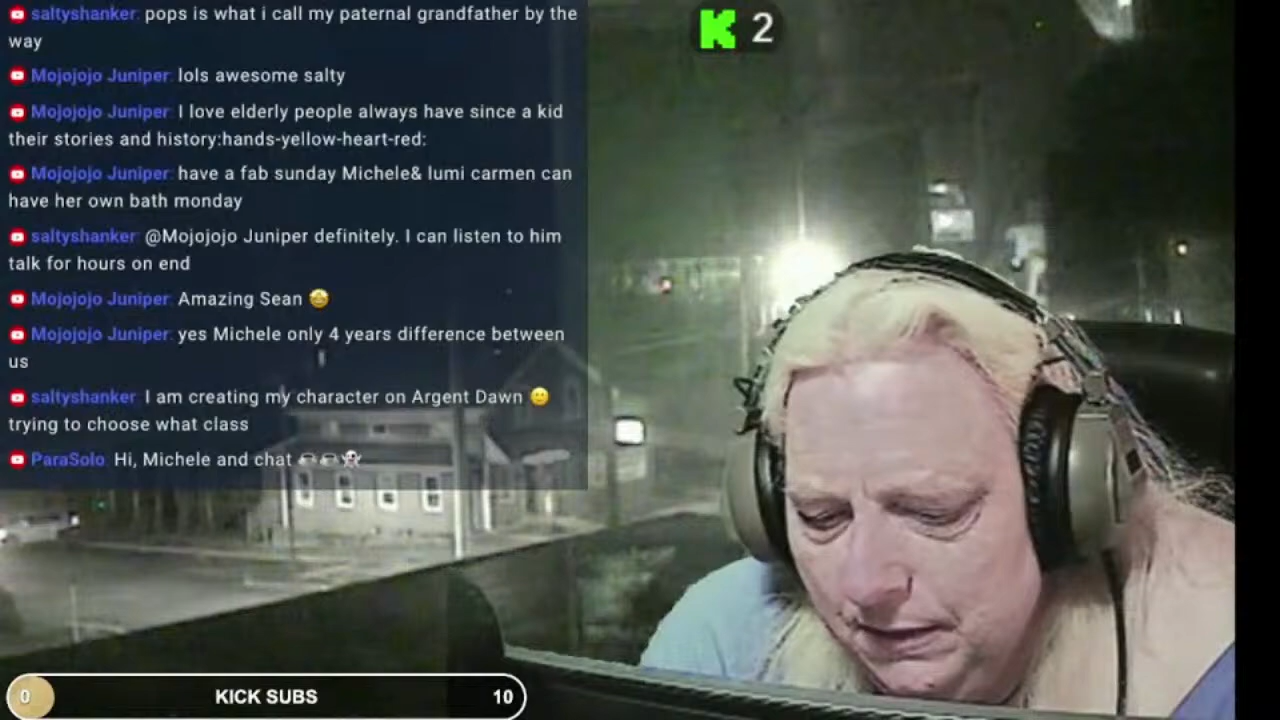 saltyshanker: pops is what i call my paternal grandfather by the
way
Mojojojo Juniper: lols awesome salty
Mojojojo Juniper: I love elderly people always have since a kid
their stories and history:hands-yellow-heart-red:
Mojojojo Juniper: have a fab sunday Michele& lumi carmen can
have her own bath monday
saltyshanker: @Mojojojo Juniper definitely. I can listen to him
talk for hours on end
Mojojojo Juniper: Amazing Sean 🤩
Mojojojo Juniper: yes Michele only 4 years difference between
us
saltyshanker: I am creating my character on Argent Dawn 🙂
trying to choose what class
ParaSolo: Hi, Michele and chat 👻
K 2
0 KICK SUBS 10